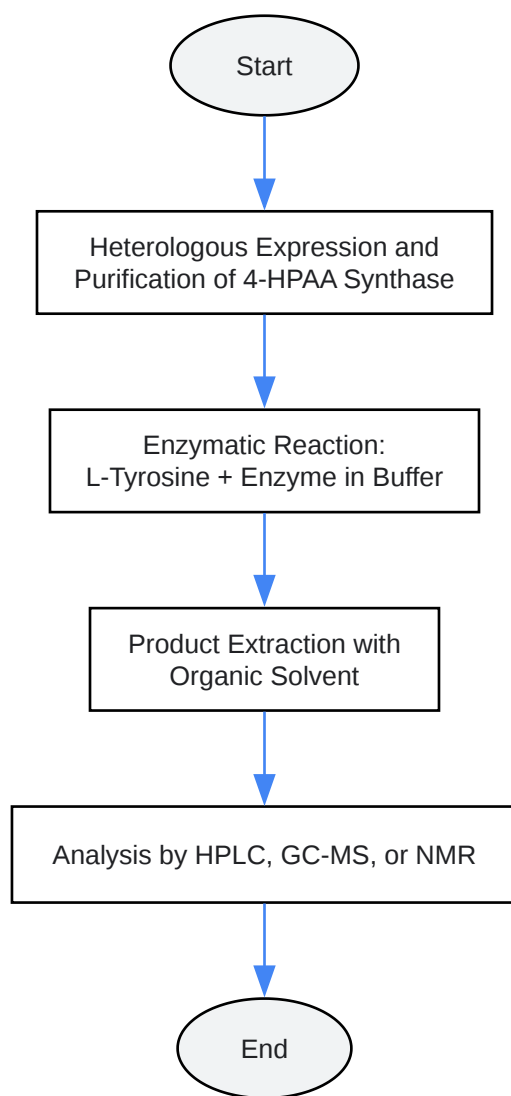 Start
Heterologous Expression and
Purification of 4-HPAA Synthase
Enzymatic Reaction:
L-Tyrosine + Enzyme in Buffer
Product Extraction with
Organic Solvent
Analysis by HPLC, GC-MS, or NMR
End